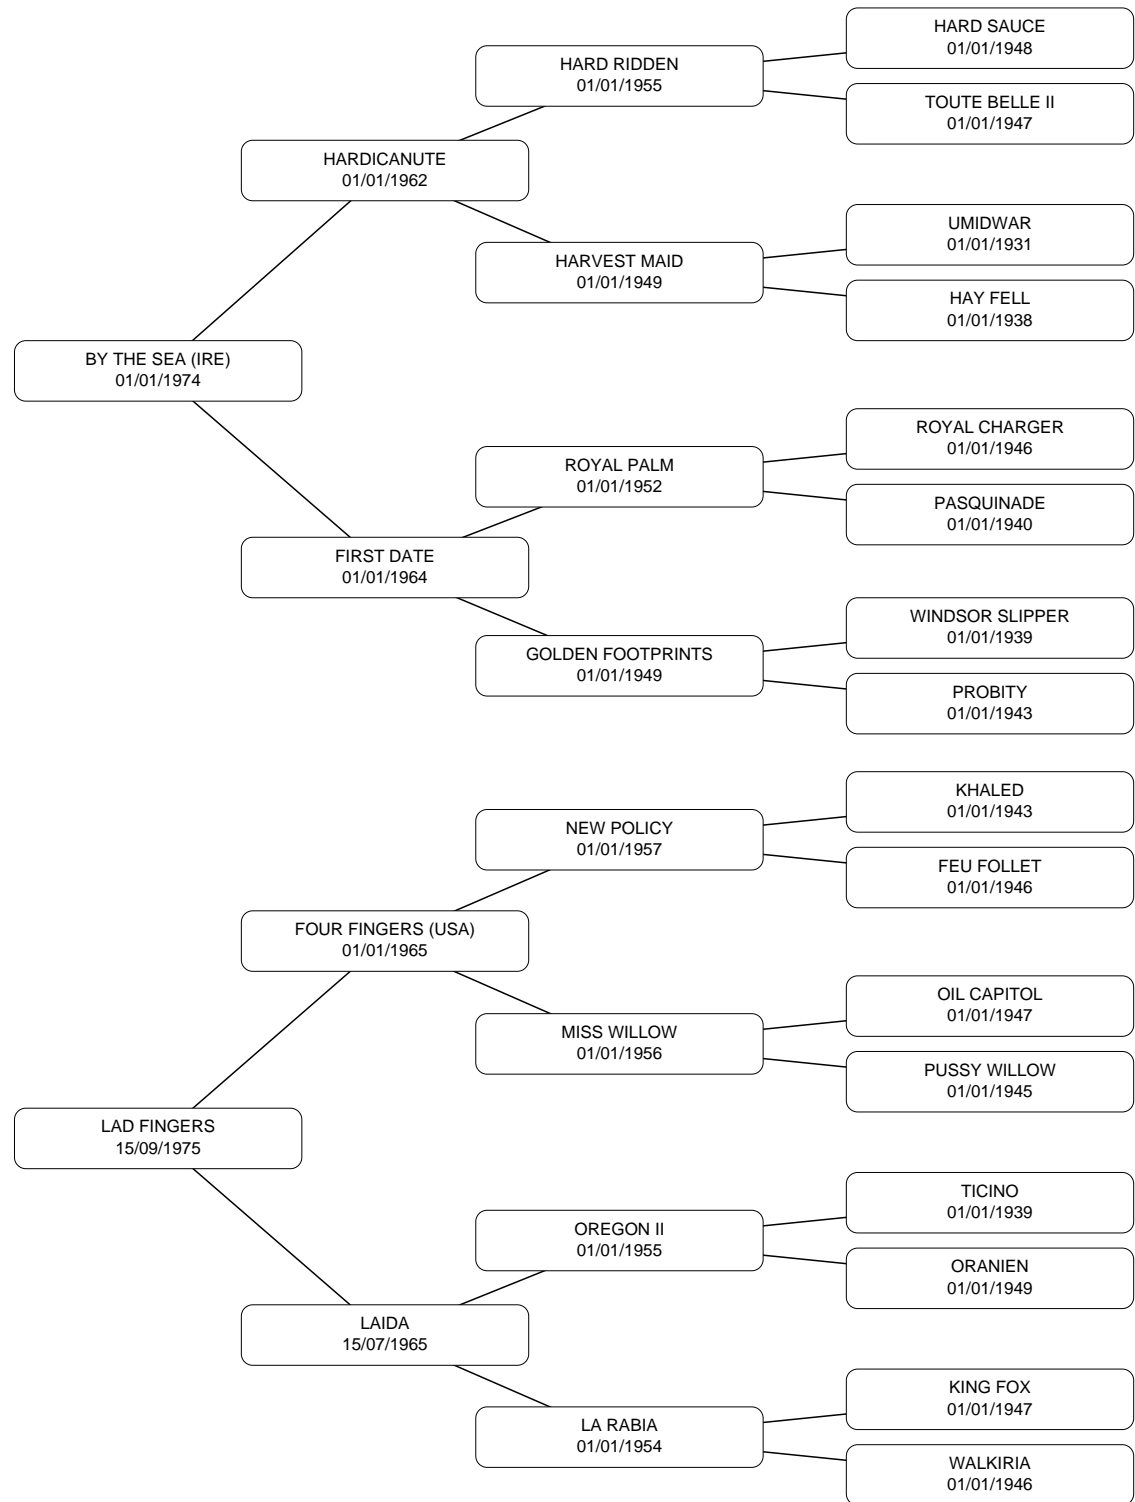 HARD SAUCE
01/01/1948
HARD RIDDEN
01/01/1955
TOUTE BELLE II
01/01/1947
HARDICANUTE
01/01/1962
UMIDWAR
01/01/1931
HARVEST MAID
01/01/1949
HAY FELL
01/01/1938
BY THE SEA (IRE)
01/01/1974
ROYAL CHARGER
01/01/1946
ROYAL PALM
01/01/1952
PASQUINADE
01/01/1940
FIRST DATE
01/01/1964
WINDSOR SLIPPER
01/01/1939
GOLDEN FOOTPRINTS
01/01/1949
PROBITY
01/01/1943
KHALED
01/01/1943
NEW POLICY
01/01/1957
FEU FOLLET
01/01/1946
FOUR FINGERS (USA)
01/01/1965
OIL CAPITOL
01/01/1947
MISS WILLOW
01/01/1956
PUSSY WILLOW
01/01/1945
LAD FINGERS
15/09/1975
TICINO
01/01/1939
OREGON II
01/01/1955
ORANIEN
01/01/1949
LAIDA
15/07/1965
KING FOX
01/01/1947
LA RABIA
01/01/1954
WALKIRIA
01/01/1946